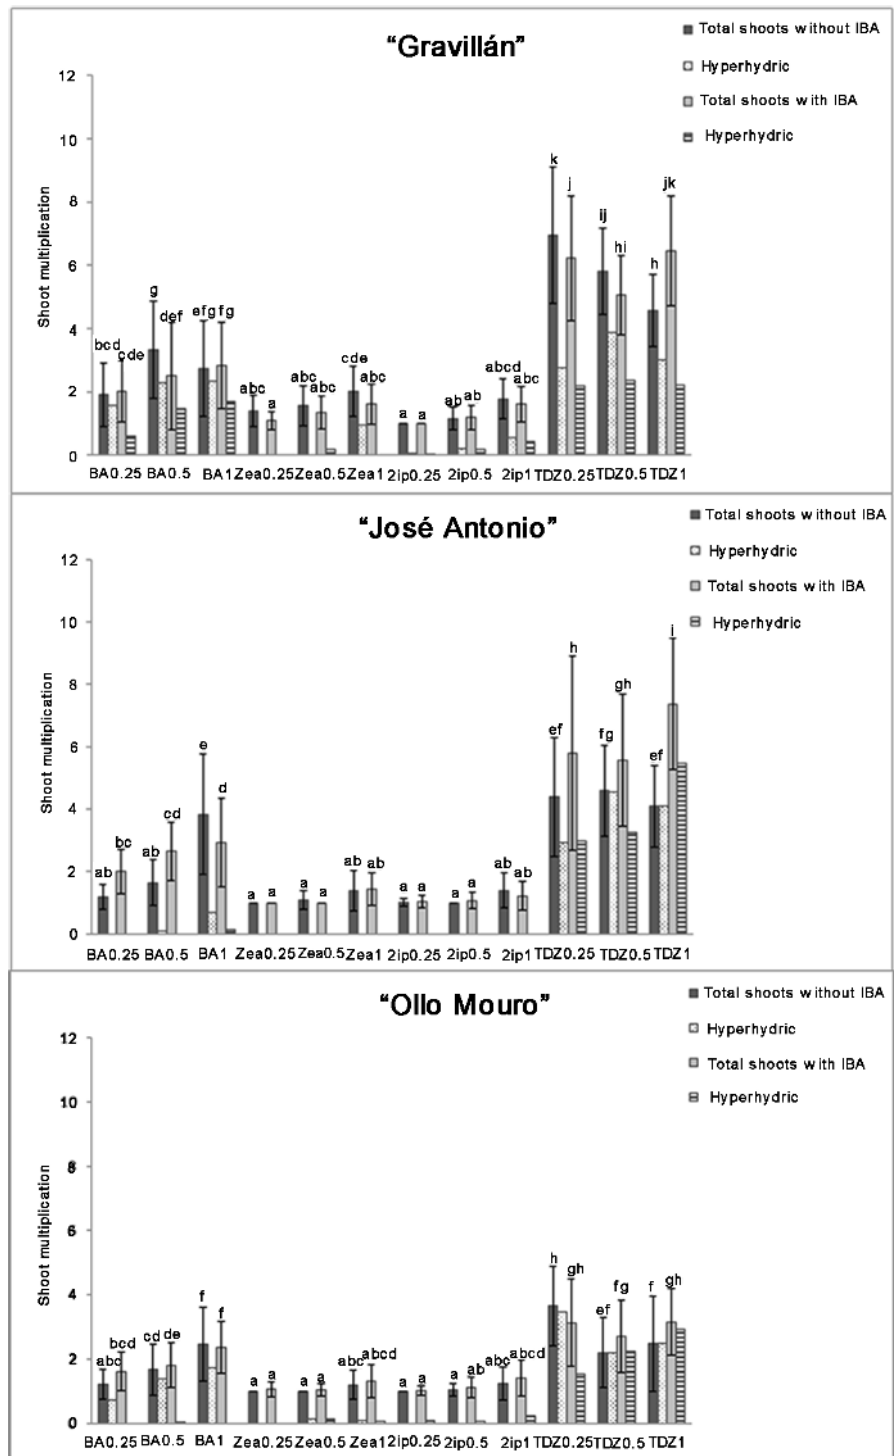 “Gravillán”
Total shoots without IBA
Hyperhydric
Total shoots with IBA
Hyperhydric
Shoot multiplication
12
10
8
6
4
2
0
bcd cde g def efg fg abc a abc abc cde abc a a ab ab abcd abc k j ij hi h jk
BA0.25 BA0.5 BA1 Zea0.25 Zea0.5 Zea1 2ip0.25 2ip0.5 2ip1 TDZ0.25 TDZ0.5 TDZ1
“José Antonio”
Total shoots without IBA
Hyperhydric
Total shoots with IBA
Hyperhydric
Shoot multiplication
12
10
8
6
4
2
0
ab bc ab cd e d a a a a ab ab a a a a ab ab ef h fg gh ef i
BA0.25 BA0.5 BA1 Zea0.25 Zea0.5 Zea1 2ip0.25 2ip0.5 2ip1 TDZ0.25 TDZ0.5 TDZ1
“Ollo Mouro”
Total shoots without IBA
Hyperhydric
Total shoots with IBA
Hyperhydric
Shoot multiplication
12
10
8
6
4
2
0
abc bcd cd de f f a a a a abc abcd a a a ab abc abcd h gh ef fg f gh
BA0.25 BA0.5 BA1 Zea0.25 Zea0.5 Zea1 2ip0.25 2ip0.5 2ip1 TDZ0.25 TDZ0.5 TDZ1